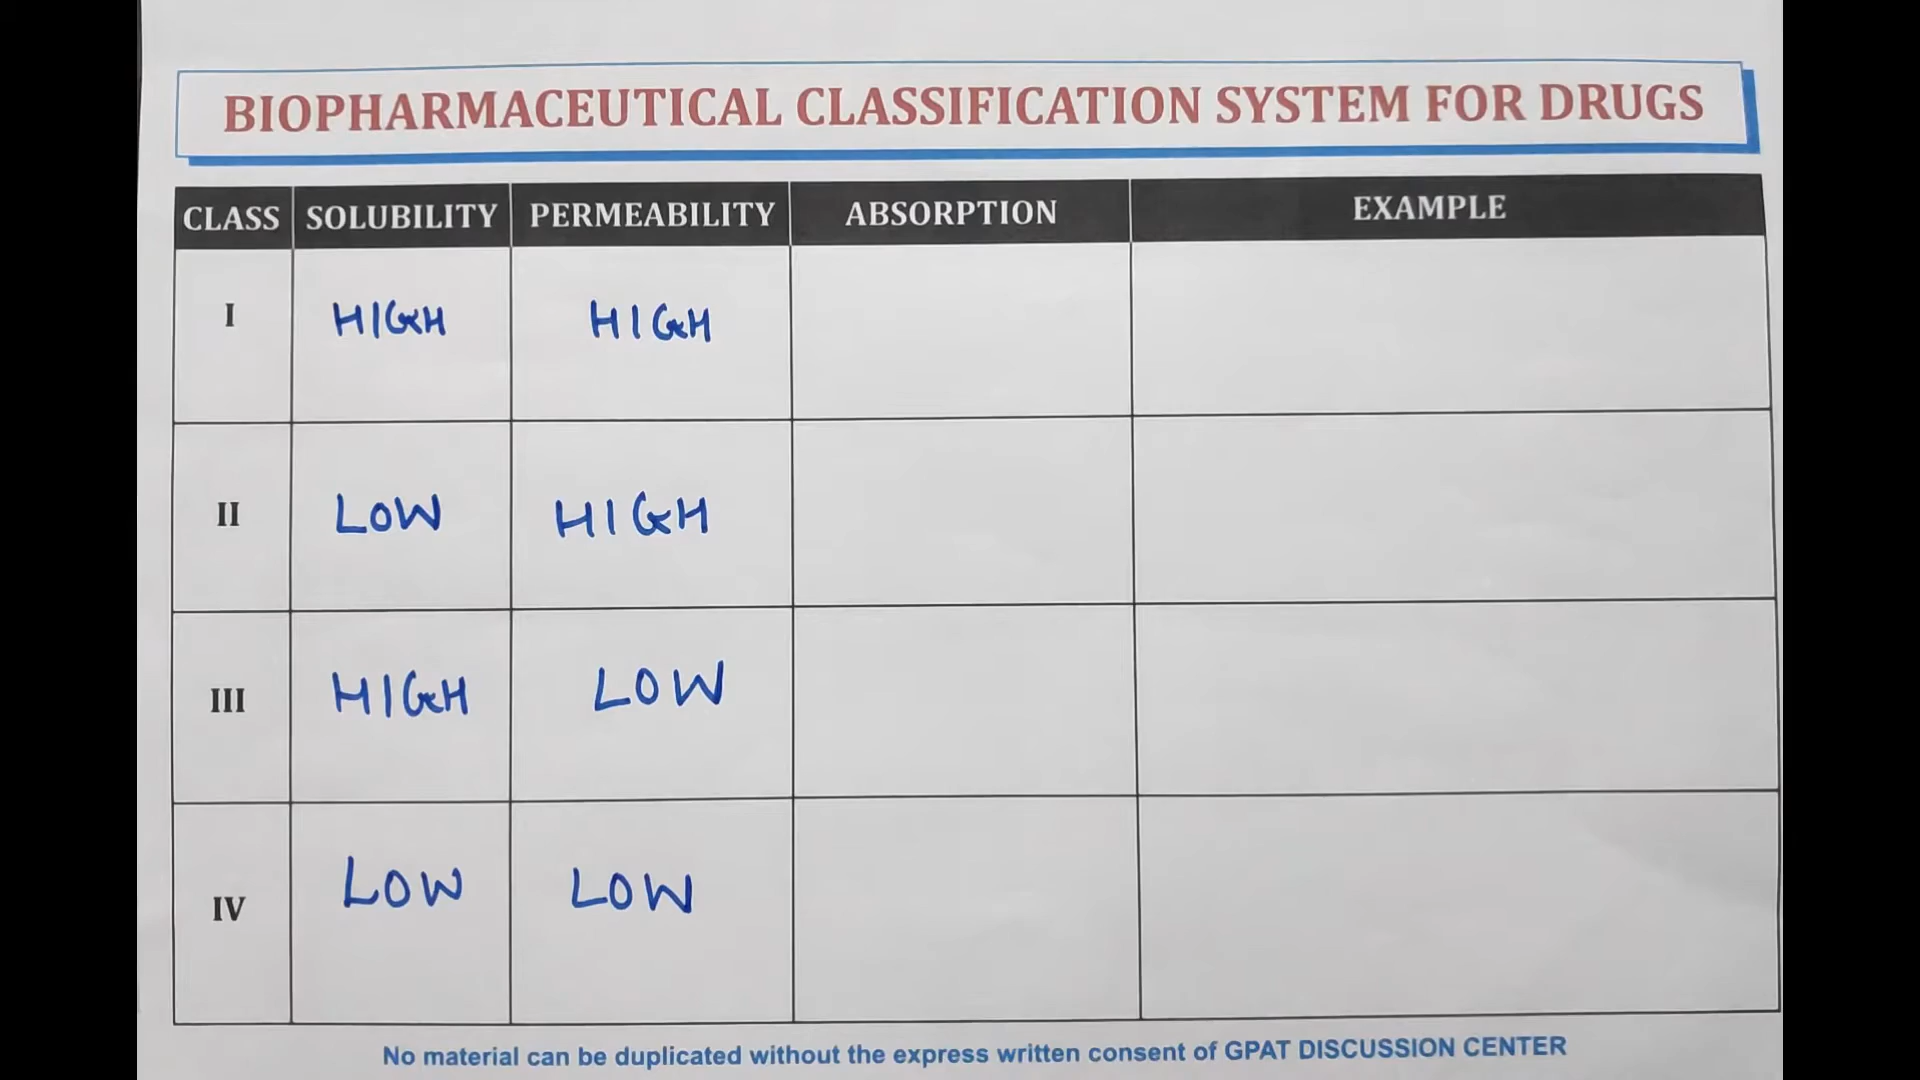 BIOPHARMACEUTICAL CLASSIFICATION SYSTEM FOR DRUGS
CLASS SOLUBILITY PERMEABILITY ABSORPTION EXAMPLE
I HIGH HIGH
II LOW HIGH
III HIGH LOW
IV LOW LOW
No material can be duplicated without the express written consent of GPAT DISCUSSION CENTER